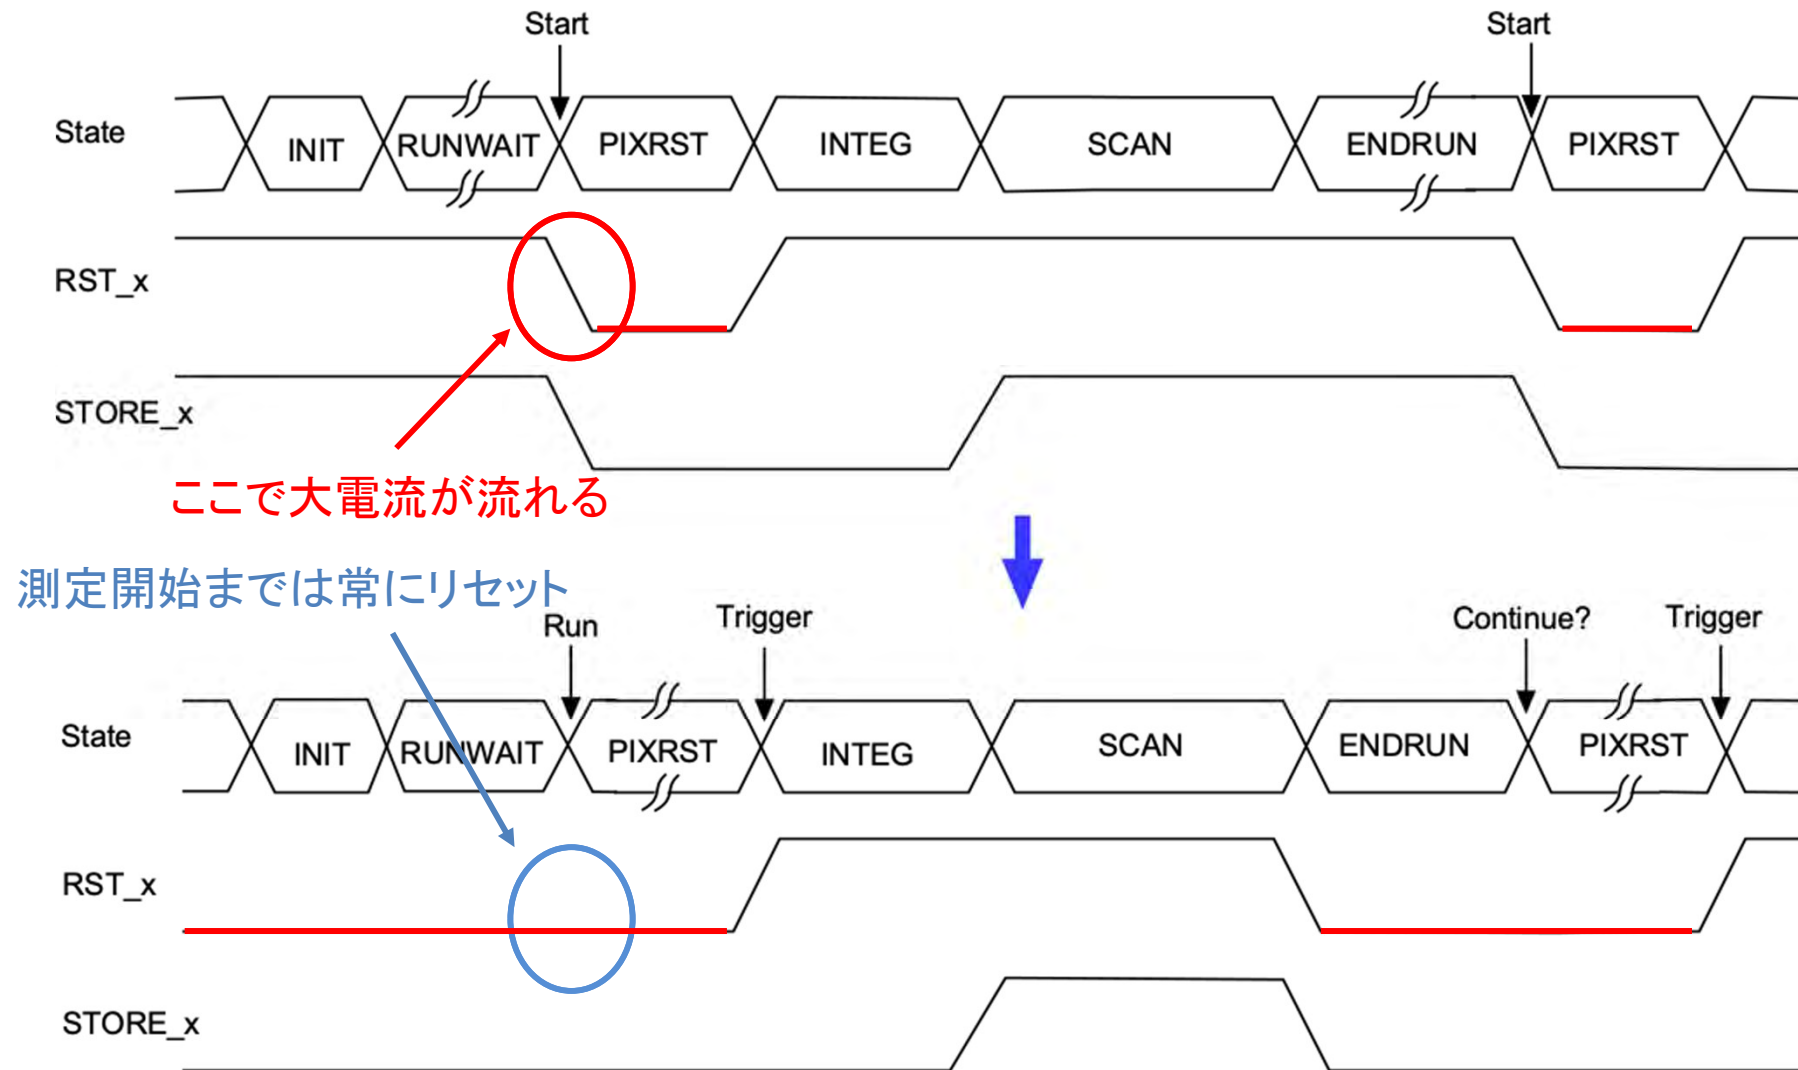 Start Start
State INIT RUNWAIT PIXRST INTEG SCAN ENDRUN PIXRST
RST_x
STORE_x
ここで大電流が流れる
測定開始までは常にリセット
Run Trigger Continue? Trigger
State INIT RUNWAIT PIXRST INTEG SCAN ENDRUN PIXRST
RST_x
STORE_x